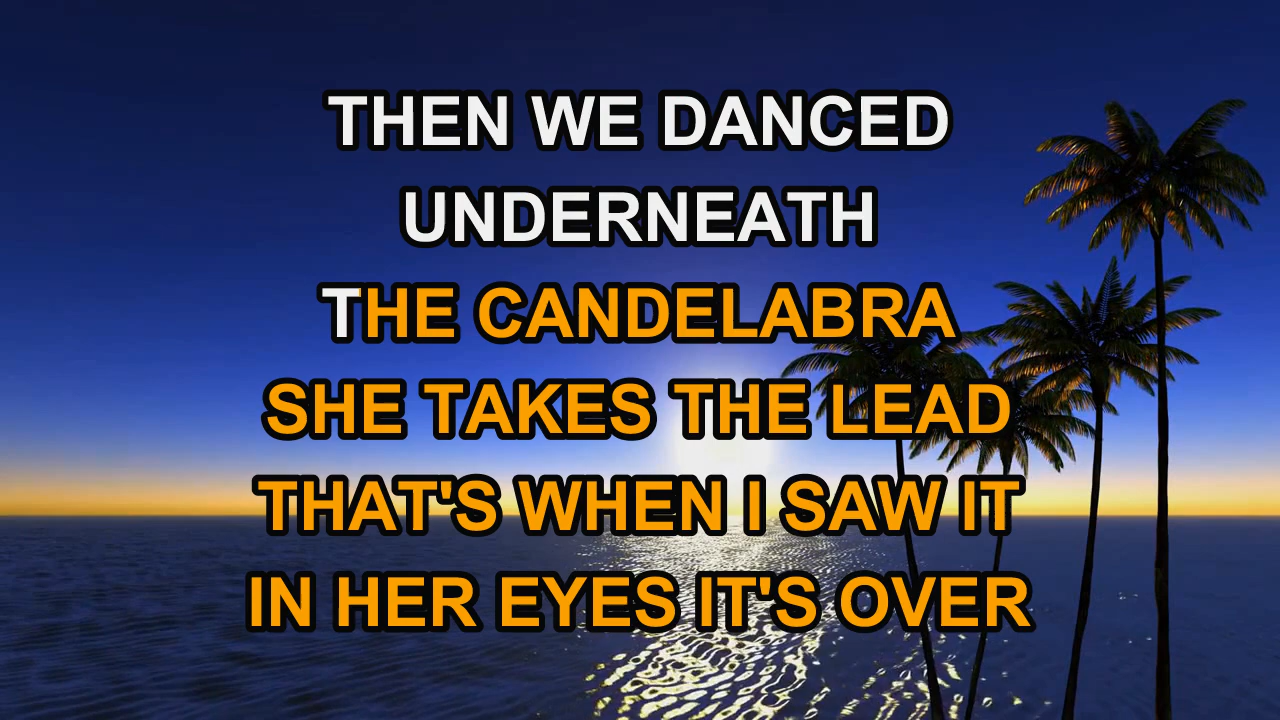 THEN WE DANCED
UNDERNEATH
THE CANDELABRA
SHE TAKES THE LEAD
THAT'S WHEN I SAW IT
IN HER EYES IT'S OVER